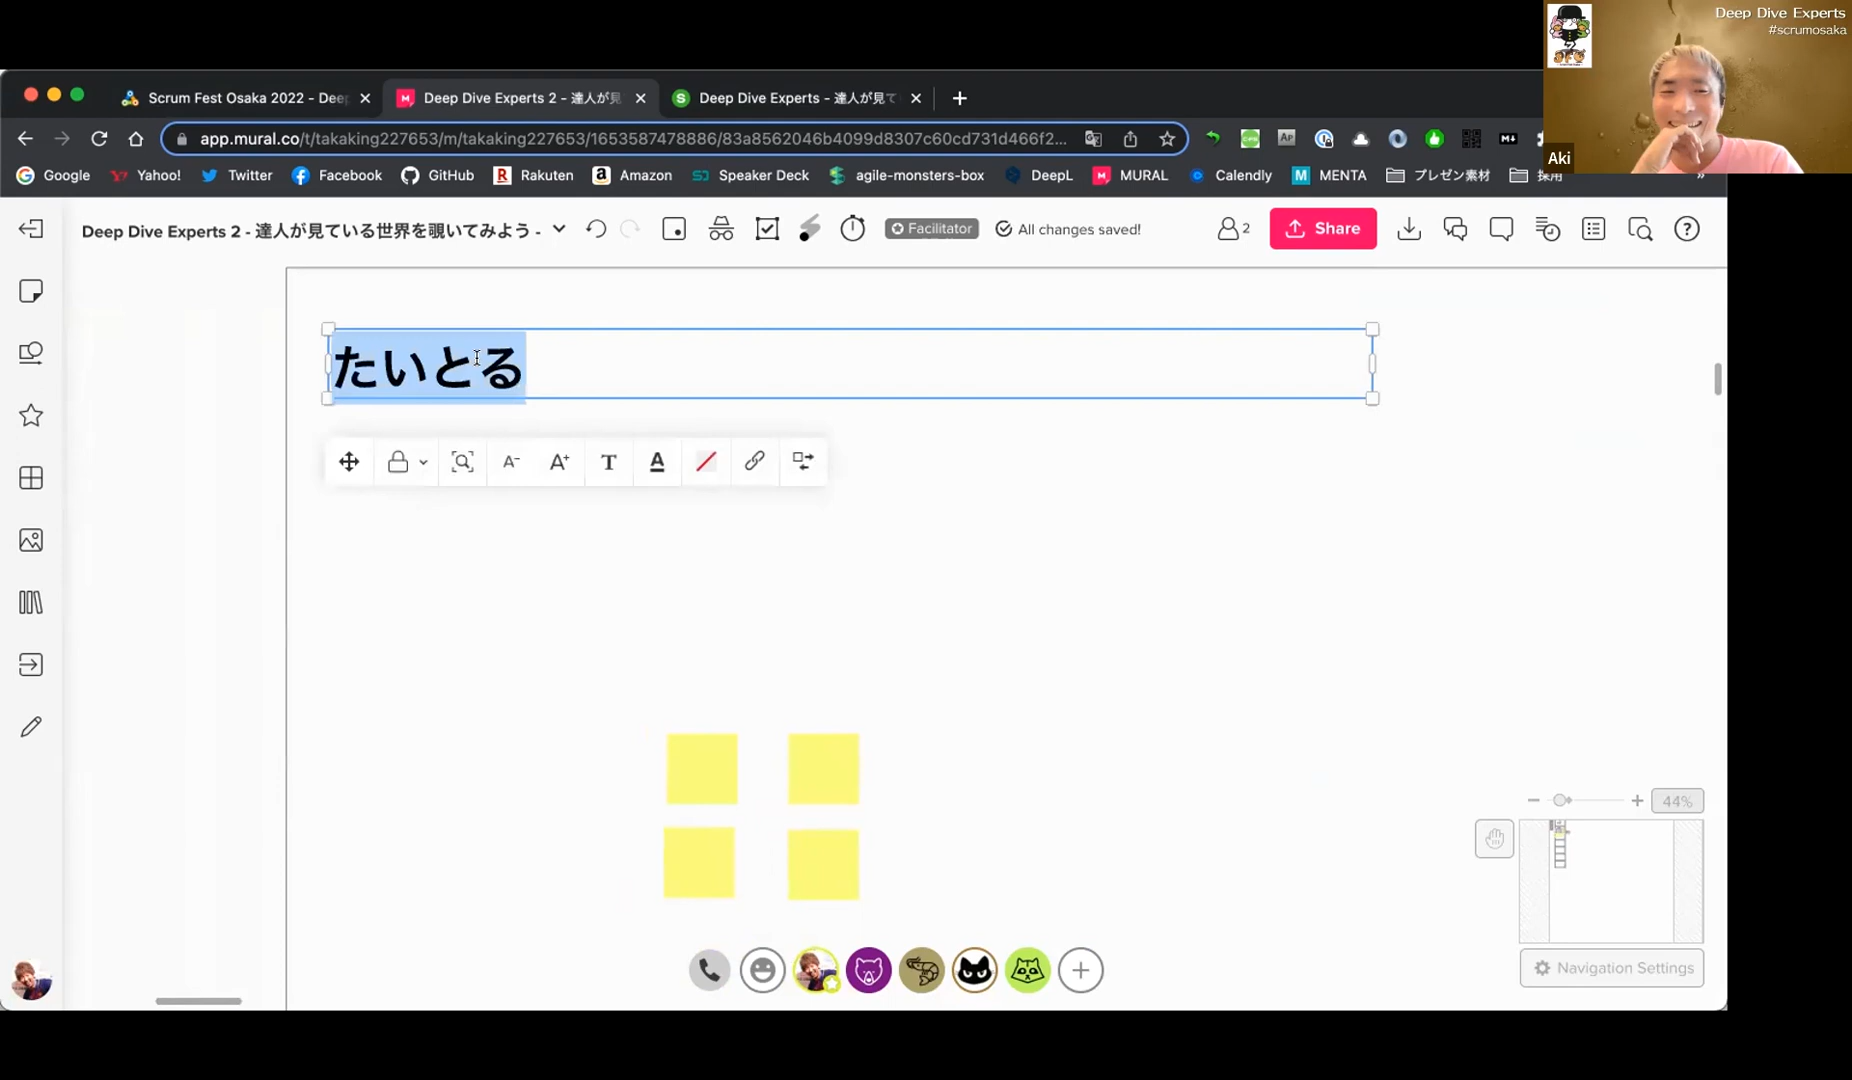 Deep Dive Experts
#scrumosaka
Aki
Scrum Fest Osaka 2022 - Deep
Deep Dive Experts 2 - 達人が見
Deep Dive Experts - 達人が見て
app.mural.co/t/takaking227653/m/takaking227653/1653587478886/83a8562046b4099d8307c60cd731d466f2...
Google
Yahoo!
Twitter
Facebook
GitHub
Rakuten
Amazon
Speaker Deck
agile-monsters-box
DeepL
MURAL
Calendly
MENTA
プレゼン素材
採用
»
Deep Dive Experts 2 - 達人が見ている世界を覗いてみよう -
Facilitator
All changes saved!
2
Share
たいとる
A-
A+
T
A
44%
Navigation Settings